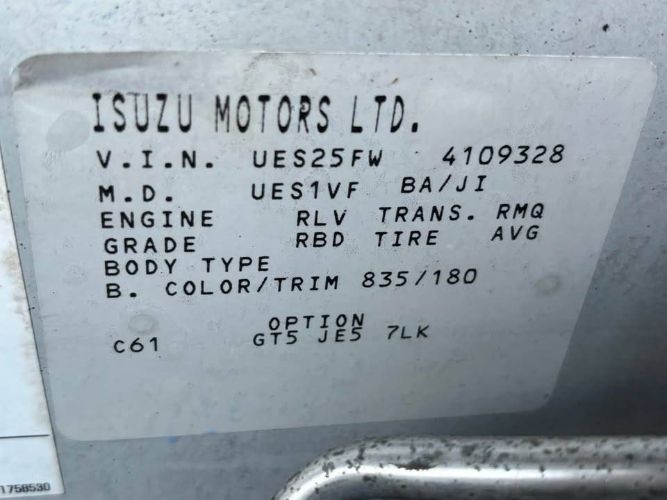 ISUZU MOTORS LTD.
V.I.N. UES25FW 4109328
M.D. UES1VF BA/JI
ENGINE RLV TRANS. RMQ
GRADE RBD TIRE AVG
BODY TYPE
B. COLOR/TRIM 835/180
OPTION
C61 GT5 JE5 7LK
1758530